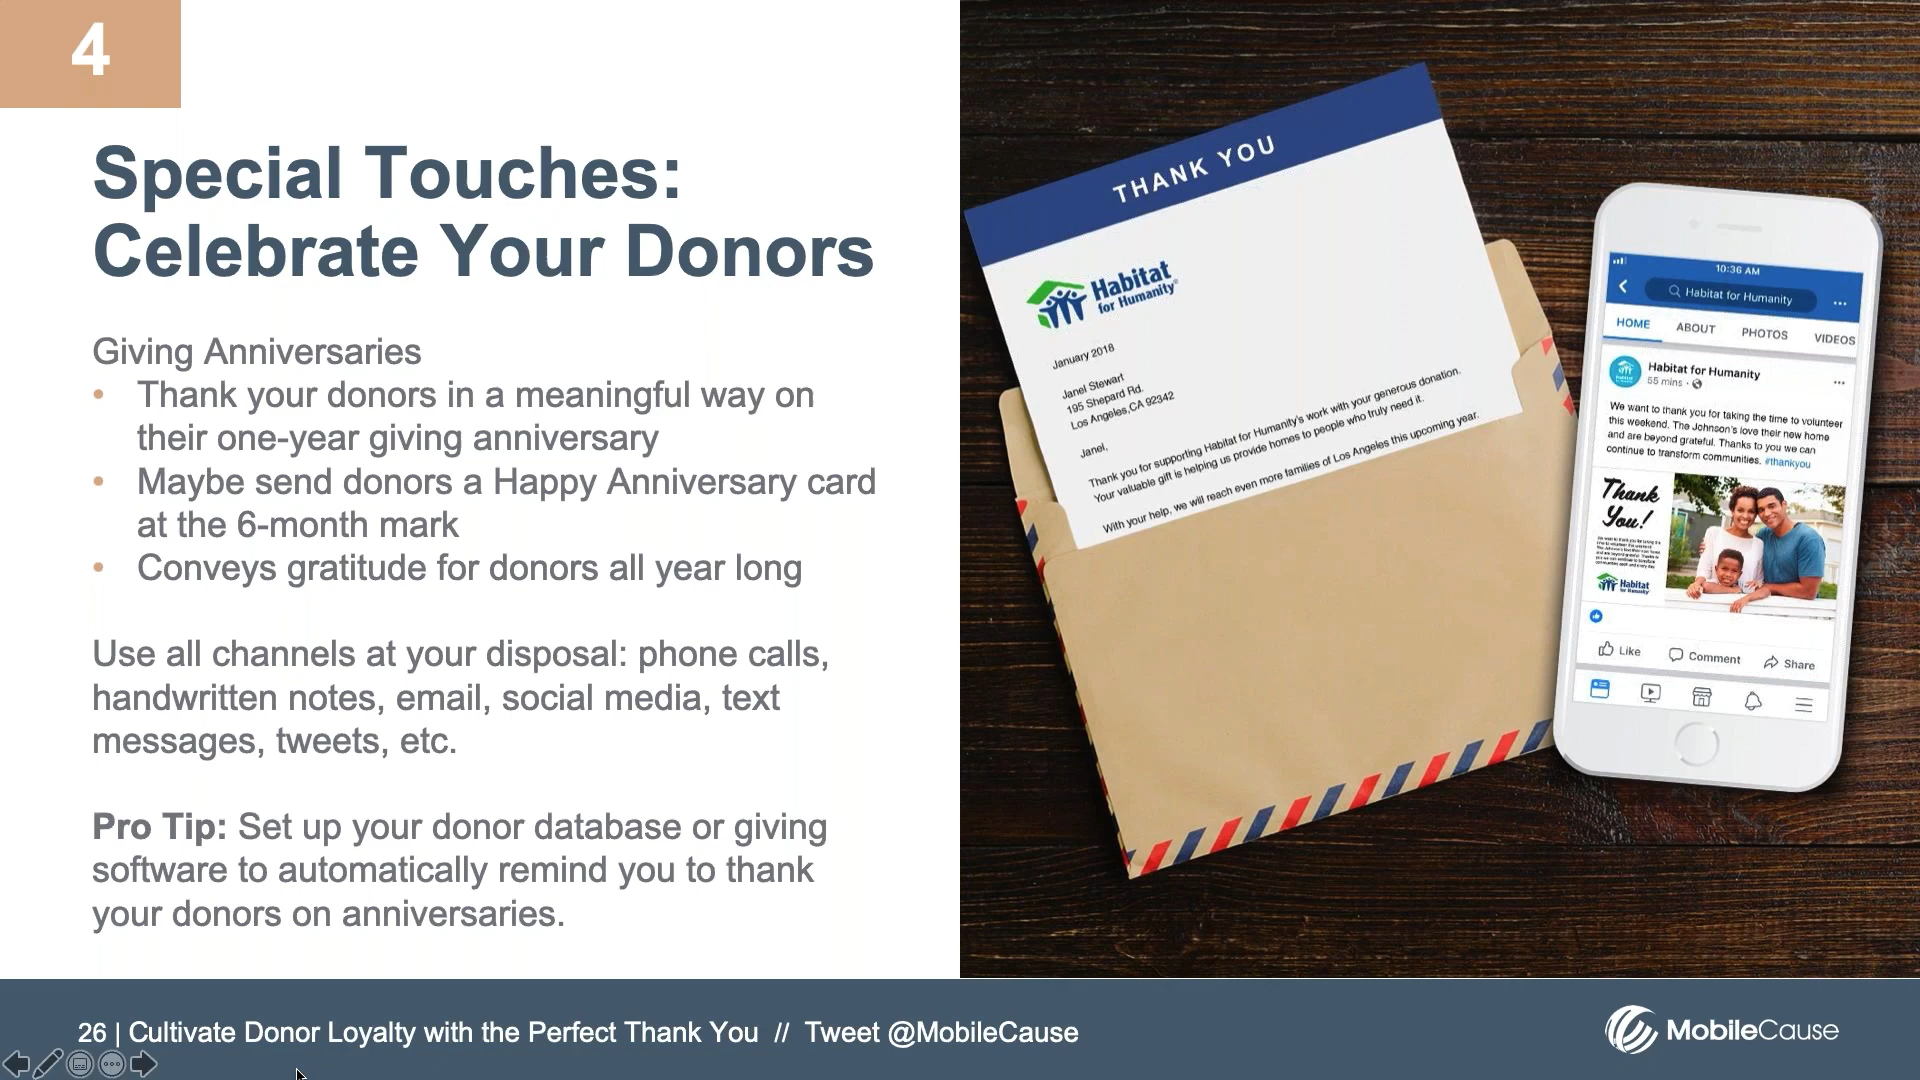 4
Special Touches:
Celebrate Your Donors
Giving Anniversaries
• Thank your donors in a meaningful way on
their one-year giving anniversary
• Maybe send donors a Happy Anniversary card
at the 6-month mark
• Conveys gratitude for donors all year long
Use all channels at your disposal: phone calls,
handwritten notes, email, social media, text
messages, tweets, etc.
Pro Tip: Set up your donor database or giving
software to automatically remind you to thank
your donors on anniversaries.
THANK YOU
Habitat
for Humanity®
January 2018
Janel Stewart
195 Shepard Rd.
Los Angeles,CA 92342
Janel,
Thank you for supporting Habitat for Humanity's work with your generous donation.
Your valuable gift is helping us provide homes to people who truly need it.
With your help, we will reach even more families of Los Angeles this upcoming year.
10:36 AM
Habitat for Humanity
HOME ABOUT PHOTOS VIDEOS
Habitat for Humanity
55 mins
We want to thank you for taking the time to volunteer
this weekend. The Johnson's love their new home
and are beyond grateful. Thanks to you we can
continue to transform communities. #thankyou
Thank
You!
Habitat
for Humanity
Like Comment Share
26 | Cultivate Donor Loyalty with the Perfect Thank You // Tweet @MobileCause
MobileCause